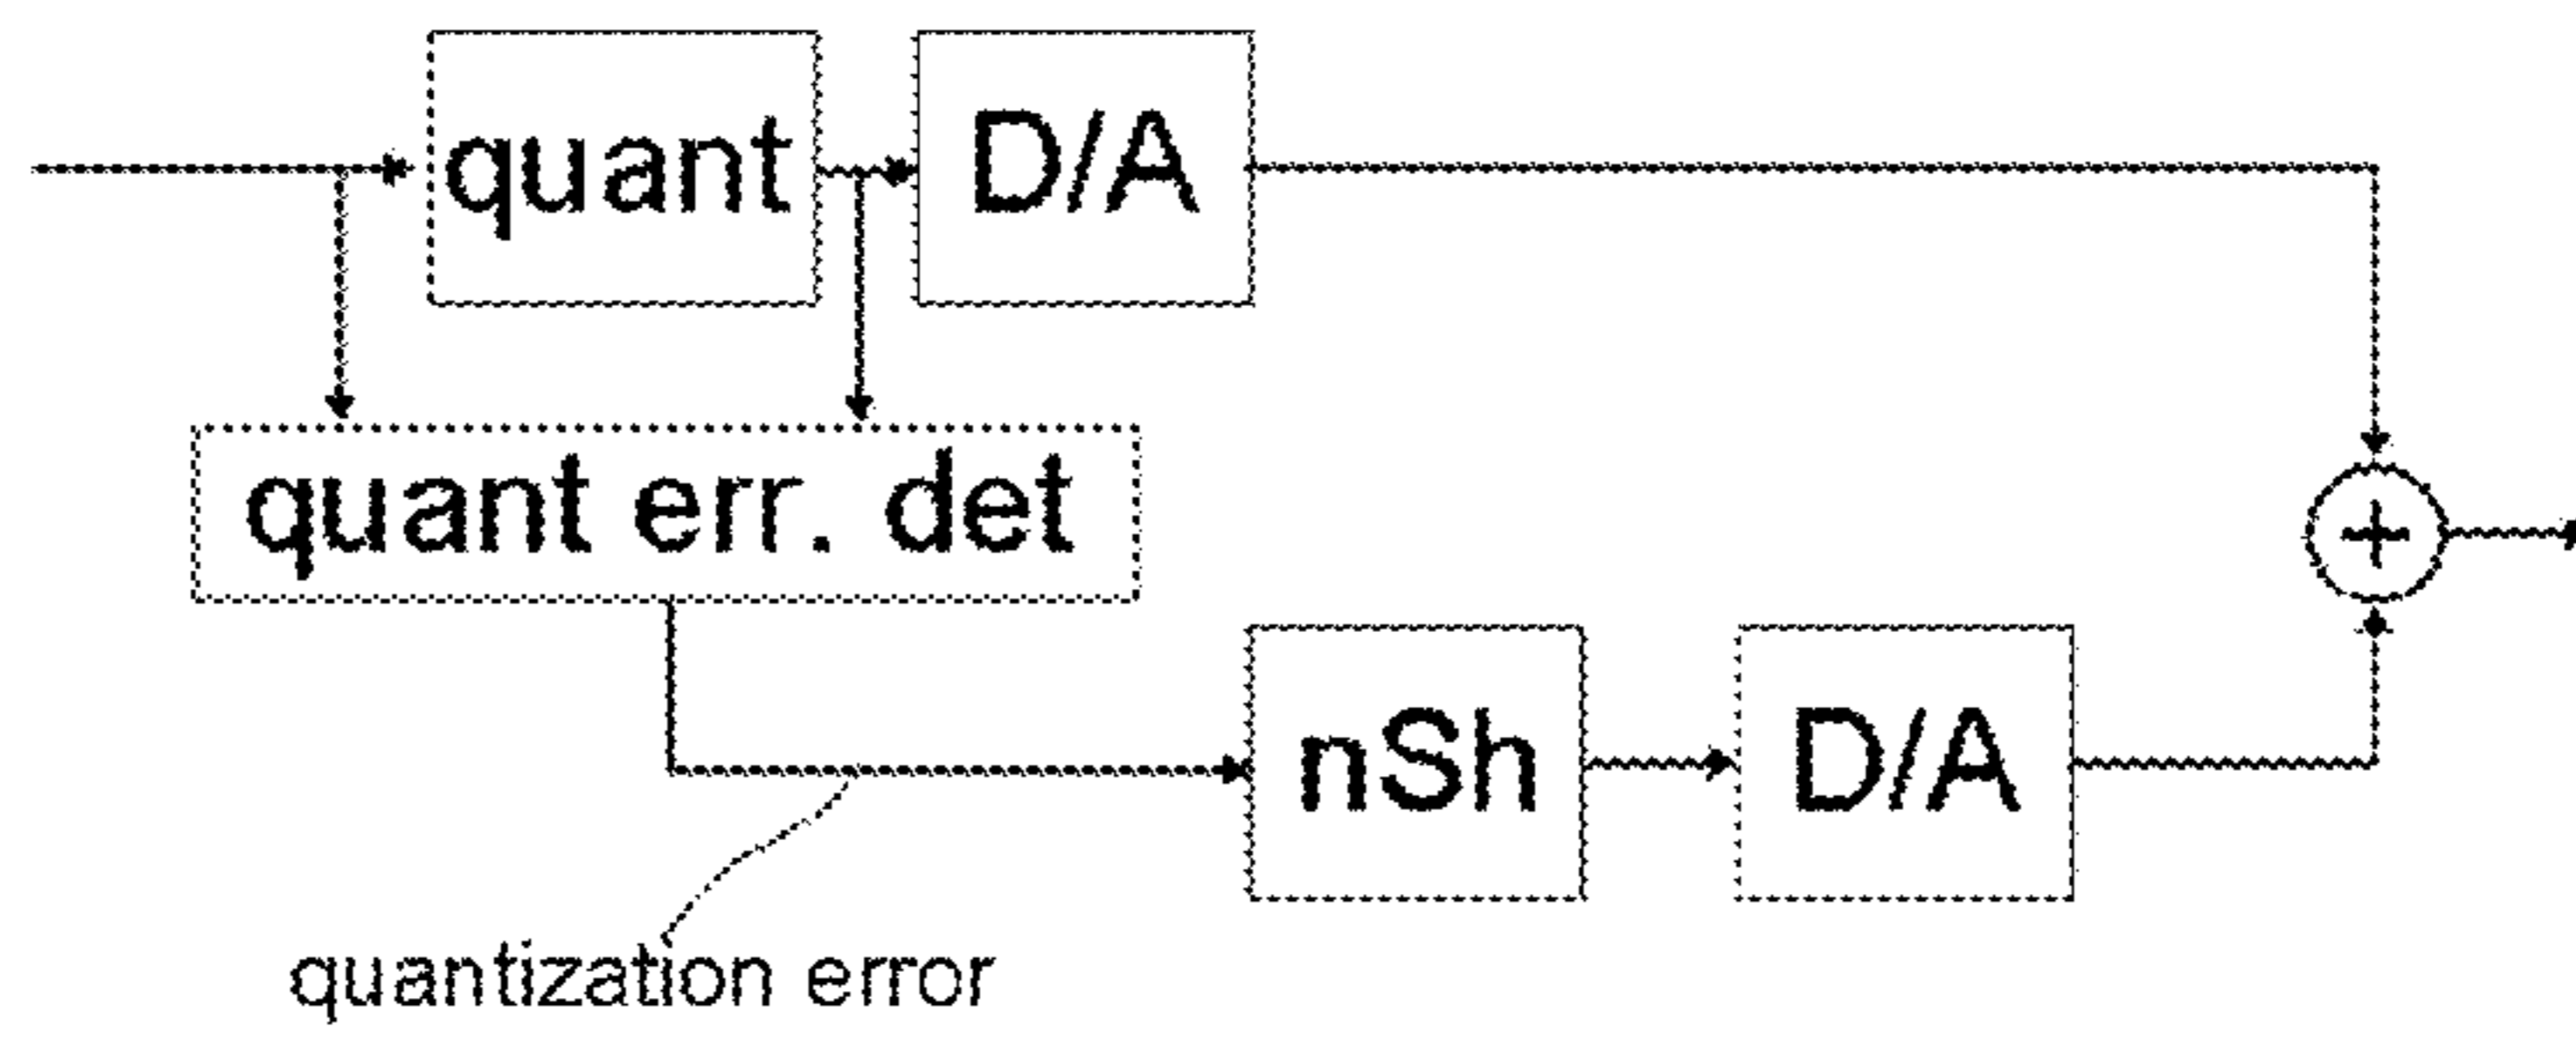 quant
D/A
quant err. det
+
nSh
D/A
quantization error